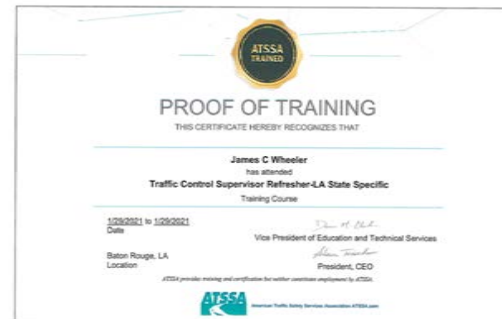 ATSSA
TRAINED
PROOF OF TRAINING
THIS CERTIFICATE HEREBY RECOGNIZES THAT
James C Wheeler
has attended
Traffic Control Supervisor Refresher-LA State Specific
Training Course
1/29/2021 to 1/29/2021
Date
Vice President of Education and Technical Services
Baton Rouge, LA
Location
President, CEO
ATSSA provides training and certification but neither constitutes employment by ATSSA.
ATSSA
American Traffic Safety Services Association ATSSA.com